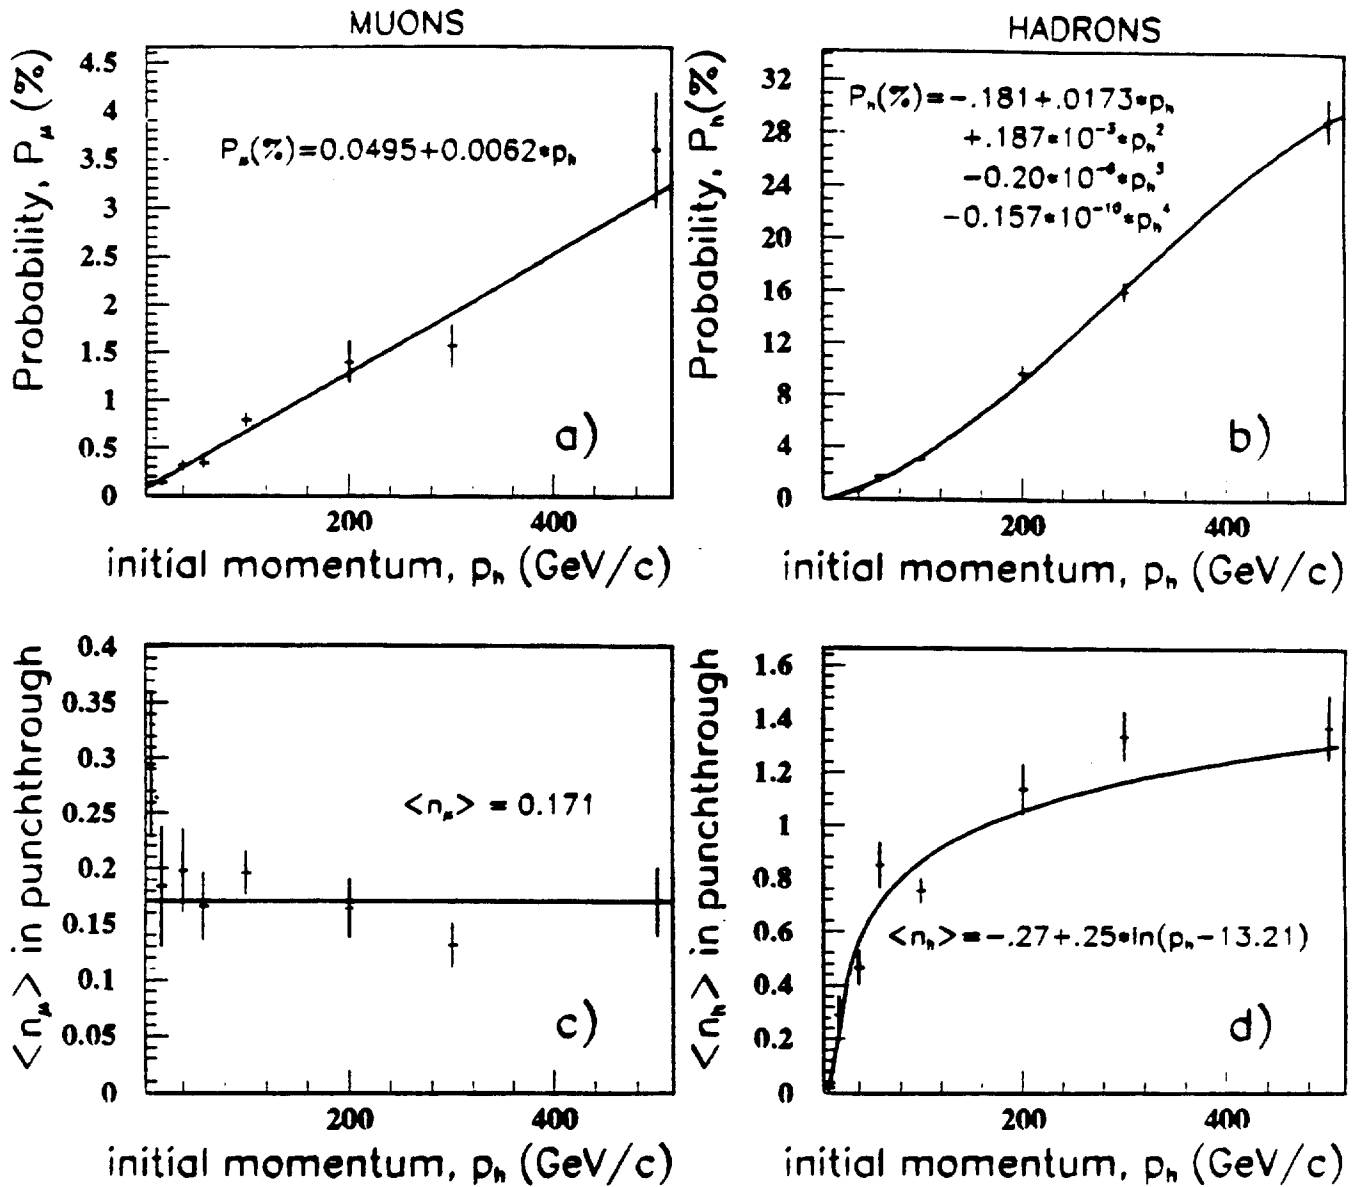 MUONS
Probability, Pμ (%)
4.5
4
3.5
3
2.5
2
1.5
1
0.5
0
Pμ(%)=0.0495+0.0062*pₕ
a)
200
400
initial momentum, pₕ (GeV/c)
HADRONS
Probability, Pₕ(%)
32
28
24
20
16
12
8
4
0
Pₕ(%)=-.181+.0173*pₕ
+.187*10⁻³*pₕ²
-0.20*10⁻⁶*pₕ³
-0.157*10⁻¹⁰*pₕ⁴
b)
200
400
initial momentum, pₕ (GeV/c)
<nμ> in punchthrough
0.4
0.35
0.3
0.25
0.2
0.15
0.1
0.05
0
<nμ> = 0.171
c)
200
400
initial momentum, pₕ (GeV/c)
<nₕ> in punchthrough
1.6
1.4
1.2
1
0.8
0.6
0.4
0.2
0
<nₕ>=-.27+.25*ln(pₕ-13.21)
d)
200
400
initial momentum, pₕ (GeV/c)